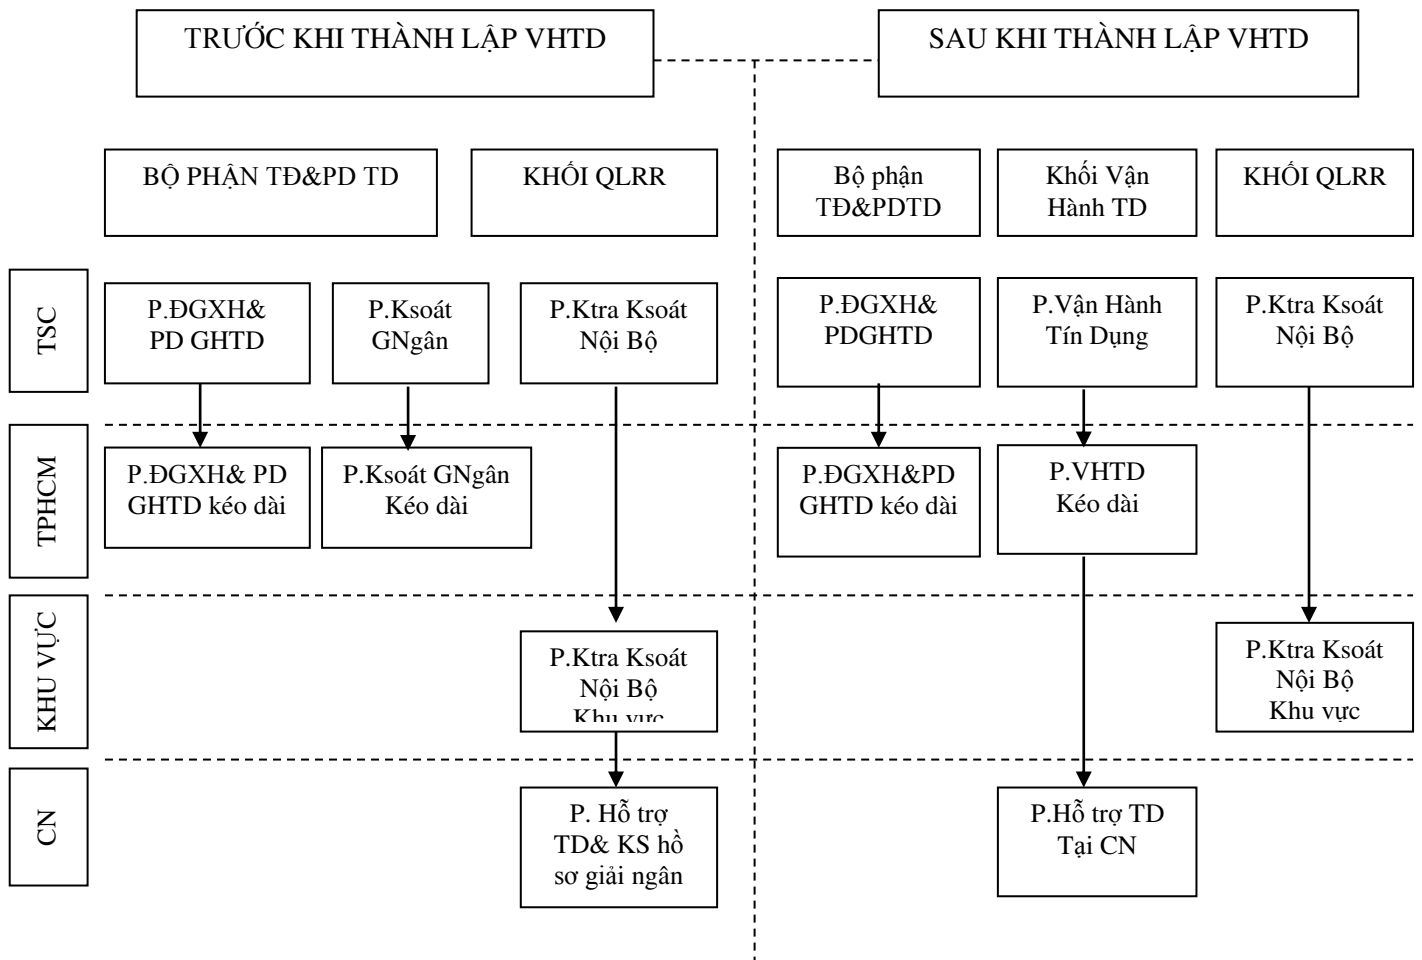 TRƯỚC KHI THÀNH LẬP VHTD
SAU KHI THÀNH LẬP VHTD
BỘ PHẬN TĐ&PD TD
KHỐI QLRR
Bộ phận
TĐ&PDTD
Khối Vận
Hành TD
KHỐI QLRR
TSC
P.ĐGXH&
PD GHTD
P.Ksoát
GNgân
P.Ktra Ksoát
Nội Bộ
P.ĐGXH&
PDGHTD
P.Vận Hành
Tín Dụng
P.Ktra Ksoát
Nội Bộ
TPHCM
P.ĐGXH& PD
GHTD kéo dài
P.Ksoát GNgân
Kéo dài
P.ĐGXH&PD
GHTD kéo dài
P.VHTD
Kéo dài
KHU VỰC
P.Ktra Ksoát
Nội Bộ
Khu vực
P.Ktra Ksoát
Nội Bộ
Khu vực
CN
P. Hỗ trợ
TD& KS hồ
sơ giải ngân
P.Hỗ trợ TD
Tại CN